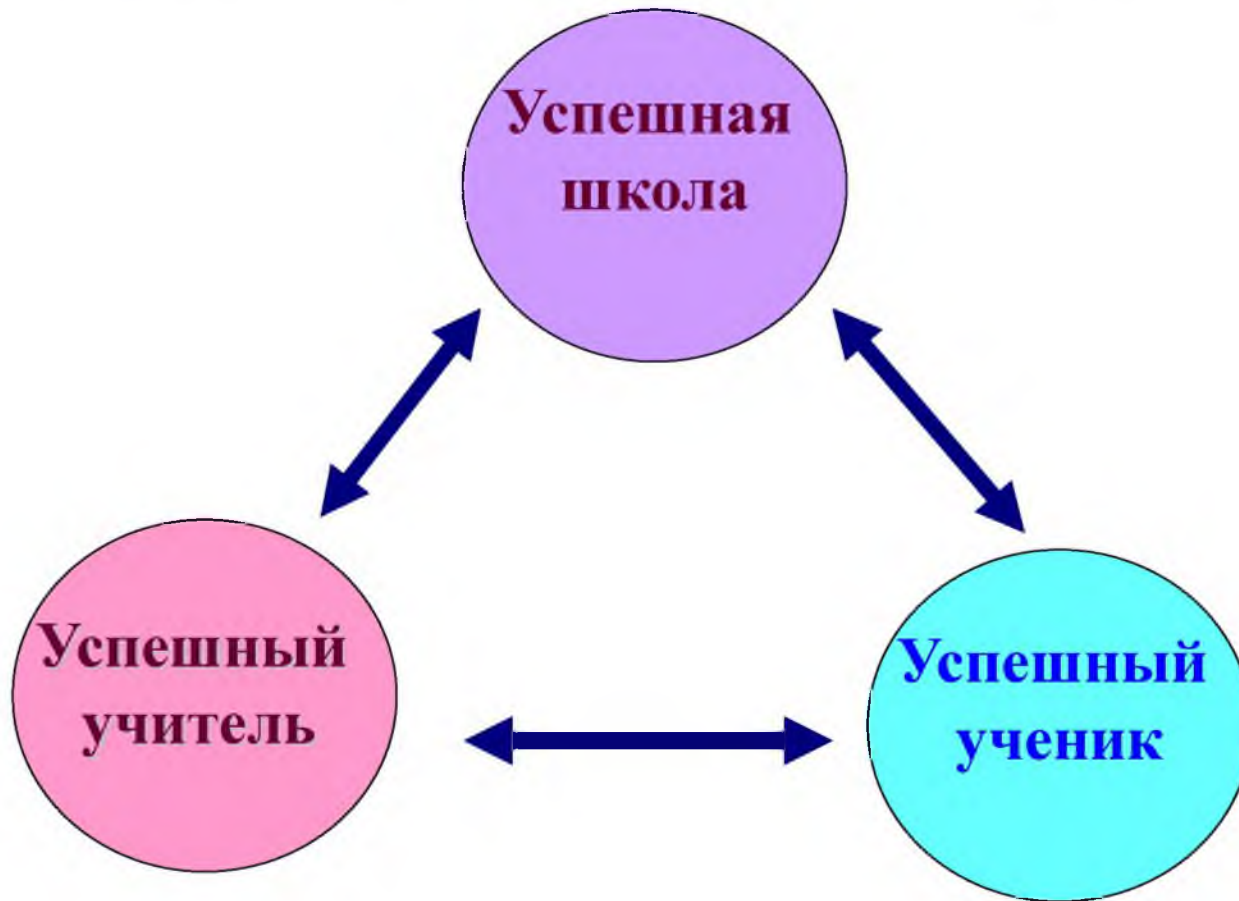 Успешная
школа
Успешный
учитель
Успешный
ученик